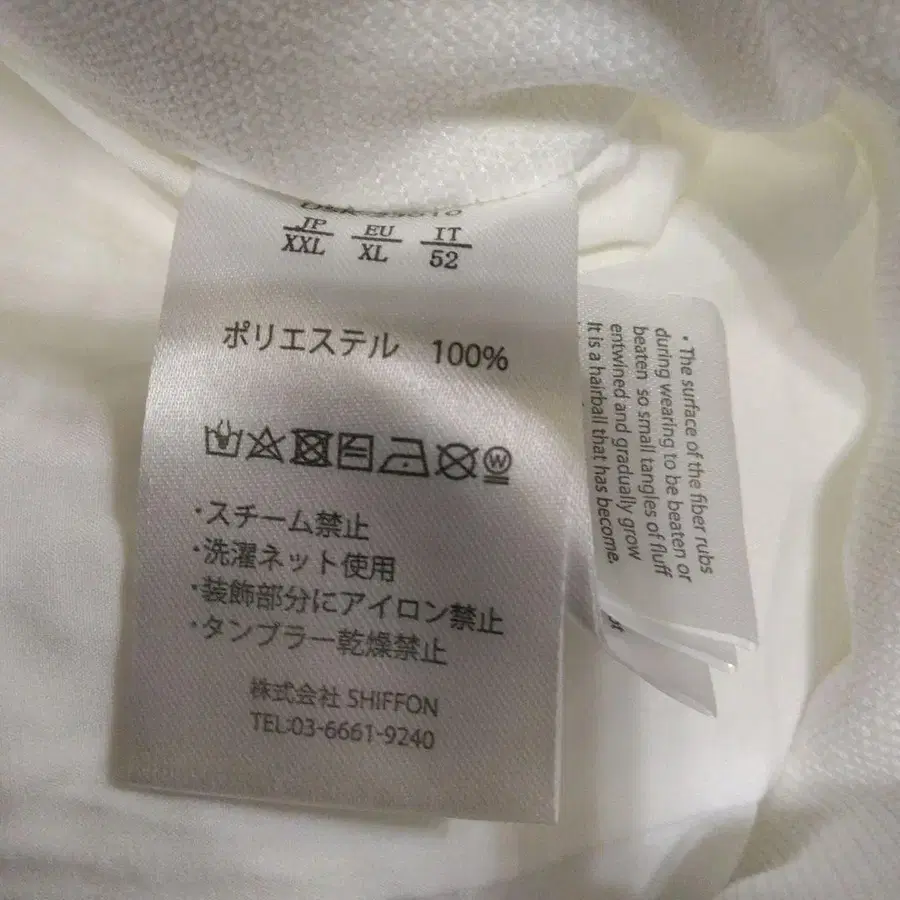 JP EU IT
XXL XL 52
ポリエステル 100%
W
・スチーム禁止
・洗濯ネット使用
・装飾部分にアイロン禁止
・タンブラー乾燥禁止
株式会社 SHIFFON
TEL:03-6661-9240
• The surface of the fiber rubs
during wearing to be beaten or
beaten so small tangles of fluff
entwined and gradually grow
It is a hairball that has become.